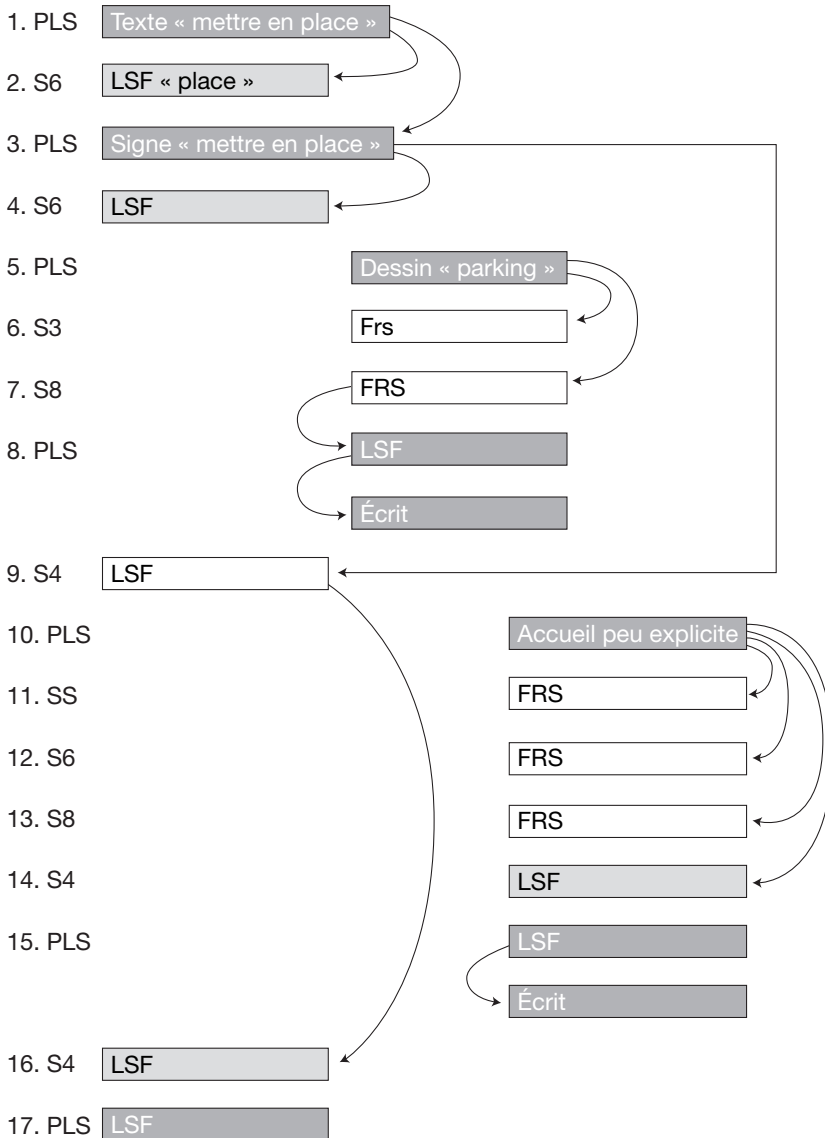 1. PLS Texte « mettre en place »
2. S6 LSF « place »
3. PLS Signe « mettre en place »
4. S6 LSF
5. PLS Dessin « parking »
6. S3 Frs
7. S8 FRS
8. PLS LSF
Écrit
9. S4 LSF
10. PLS Accueil peu explicite
11. SS FRS
12. S6 FRS
13. S8 FRS
14. S4 LSF
15. PLS LSF
Écrit
16. S4 LSF
17. PLS LSF